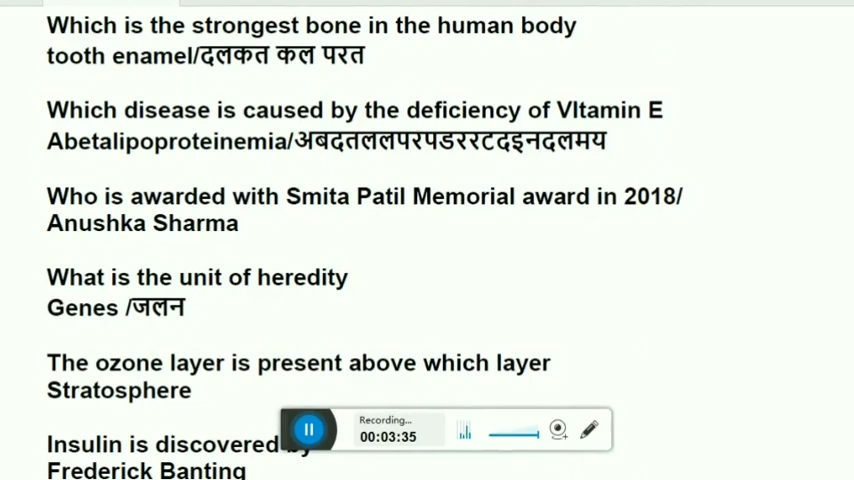 Which is the strongest bone in the human body
tooth enamel/दलकत कल परत
Which disease is caused by the deficiency of VItamin E
Abetalipoproteinemia/अबदतललपरपडररटदइनदलमय
Who is awarded with Smita Patil Memorial award in 2018/
Anushka Sharma
What is the unit of heredity
Genes /जलन
The ozone layer is present above which layer
Stratosphere
Insulin is discovered by
Frederick Banting
Recording...
00:03:35